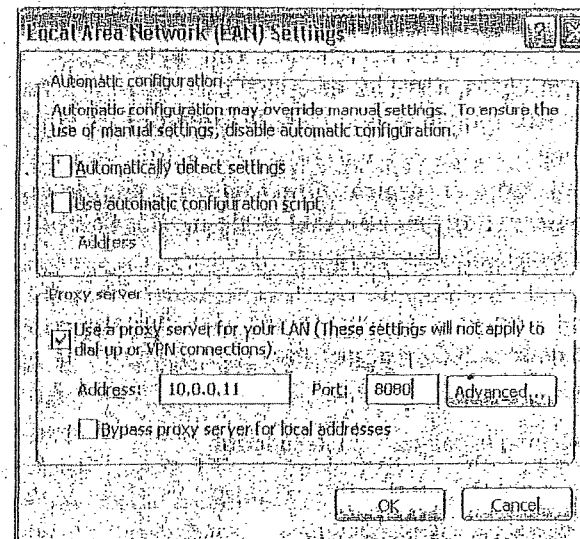 Local Area Network (LAN) Settings
Automatic configuration
Automatic configuration may override manual settings. To ensure the
use of manual settings, disable automatic configuration.
Automatically detect settings
Use automatic configuration script
Address
Proxy server
Use a proxy server for your LAN (These settings will not apply to
dial-up or VPN connections).
Address: 10.0.0.11 Port: 8080 Advanced...
Bypass proxy server for local addresses
OK Cancel